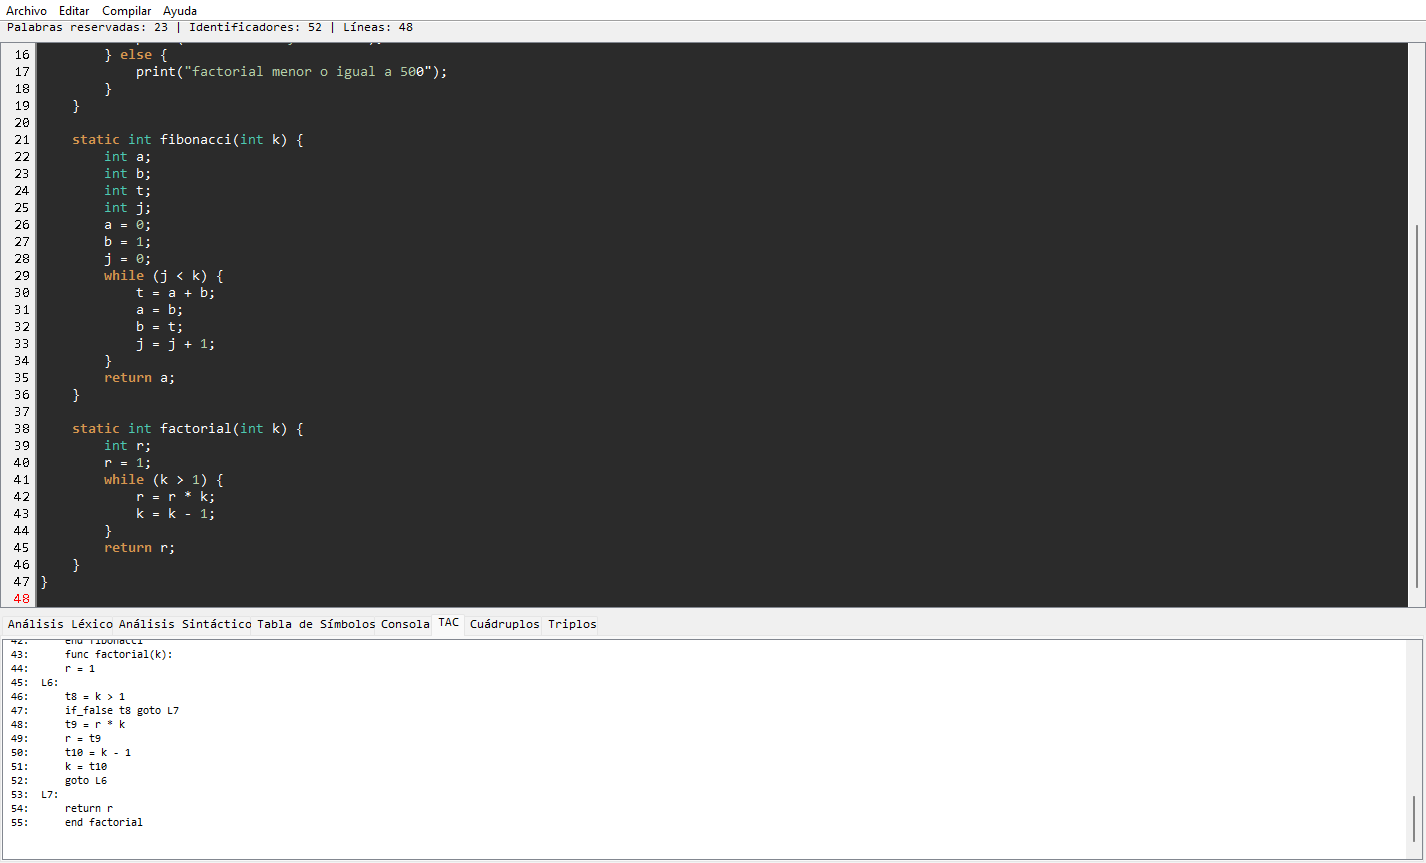 Archivo Editar Compilar Ayuda
Palabras reservadas: 23 | Identificadores: 52 | Líneas: 48
16 } else {
17 print("factorial menor o igual a 500");
18 }
19 }
20
21 static int fibonacci(int k) {
22 int a;
23 int b;
24 int t;
25 int j;
26 a = 0;
27 b = 1;
28 j = 0;
29 while (j < k) {
30 t = a + b;
31 a = b;
32 b = t;
33 j = j + 1;
34 }
35 return a;
36 }
37
38 static int factorial(int k) {
39 int r;
40 r = 1;
41 while (k > 1) {
42 r = r * k;
43 k = k - 1;
44 }
45 return r;
46 }
47 }
48
Análisis Léxico Análisis Sintáctico Tabla de Símbolos Consola TAC Cuádruplos Triplos
42: end fibonacci
43: func factorial(k):
44: r = 1
45: L6:
46: t8 = k > 1
47: if_false t8 goto L7
48: t9 = r * k
49: r = t9
50: t10 = k - 1
51: k = t10
52: goto L6
53: L7:
54: return r
55: end factorial